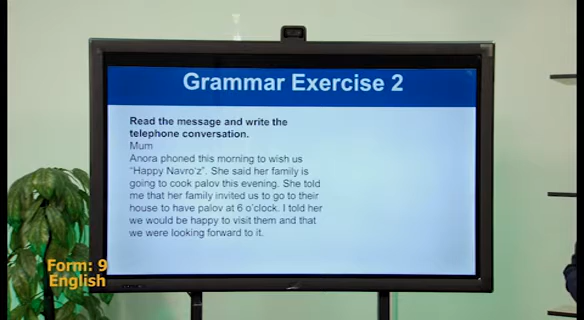 Grammar Exercise 2
Read the message and write the
telephone conversation.
Mum
Anora phoned this morning to wish us
“Happy Navro’z”. She said her family is
going to cook palov this evening. She told
me that her family invited us to go to their
house to have palov at 6 o’clock. I told her
we would be happy to visit them and that
we were looking forward to it.
Form: 9
English